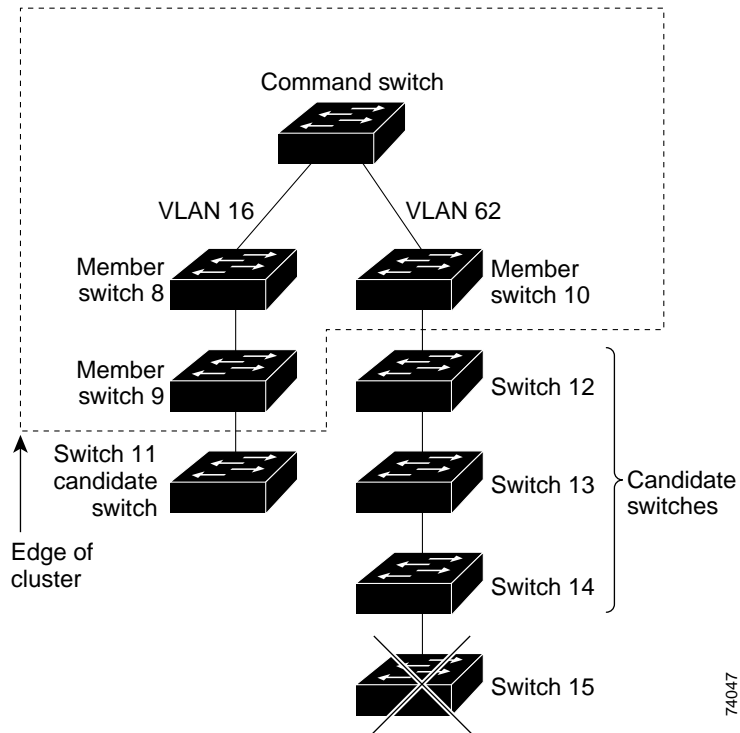 Command switch
VLAN 16
VLAN 62
Member
switch 8
Member
switch 10
Member
switch 9
Switch 12
Switch 11
candidate
switch
Switch 13
Candidate
switches
Edge of
cluster
Switch 14
Switch 15
74047